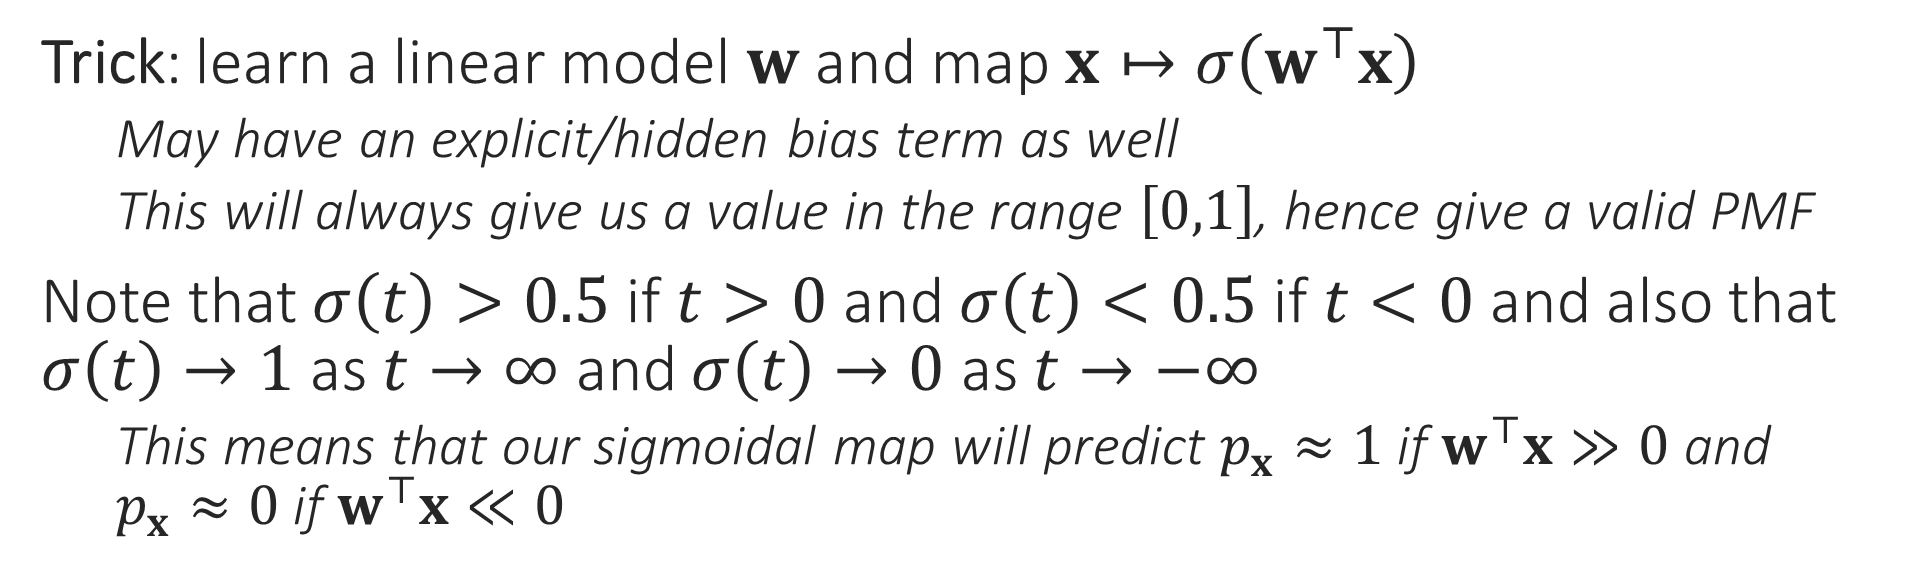 Trick: learn a linear model 𝐰 and map 𝐱 ↦ 𝜎(𝐰⊤𝐱)
May have an explicit/hidden bias term as well
This will always give us a value in the range [0,1], hence give a valid PMF
Note that 𝜎(𝑡) > 0.5 if 𝑡 > 0 and 𝜎(𝑡) < 0.5 if 𝑡 < 0 and also that
𝜎(𝑡) → 1 as 𝑡 → ∞ and 𝜎(𝑡) → 0 as 𝑡 → −∞
This means that our sigmoidal map will predict 𝑝𝐱 ≈ 1 if 𝐰⊤𝐱 ≫ 0 and
𝑝𝐱 ≈ 0 if 𝐰⊤𝐱 ≪ 0